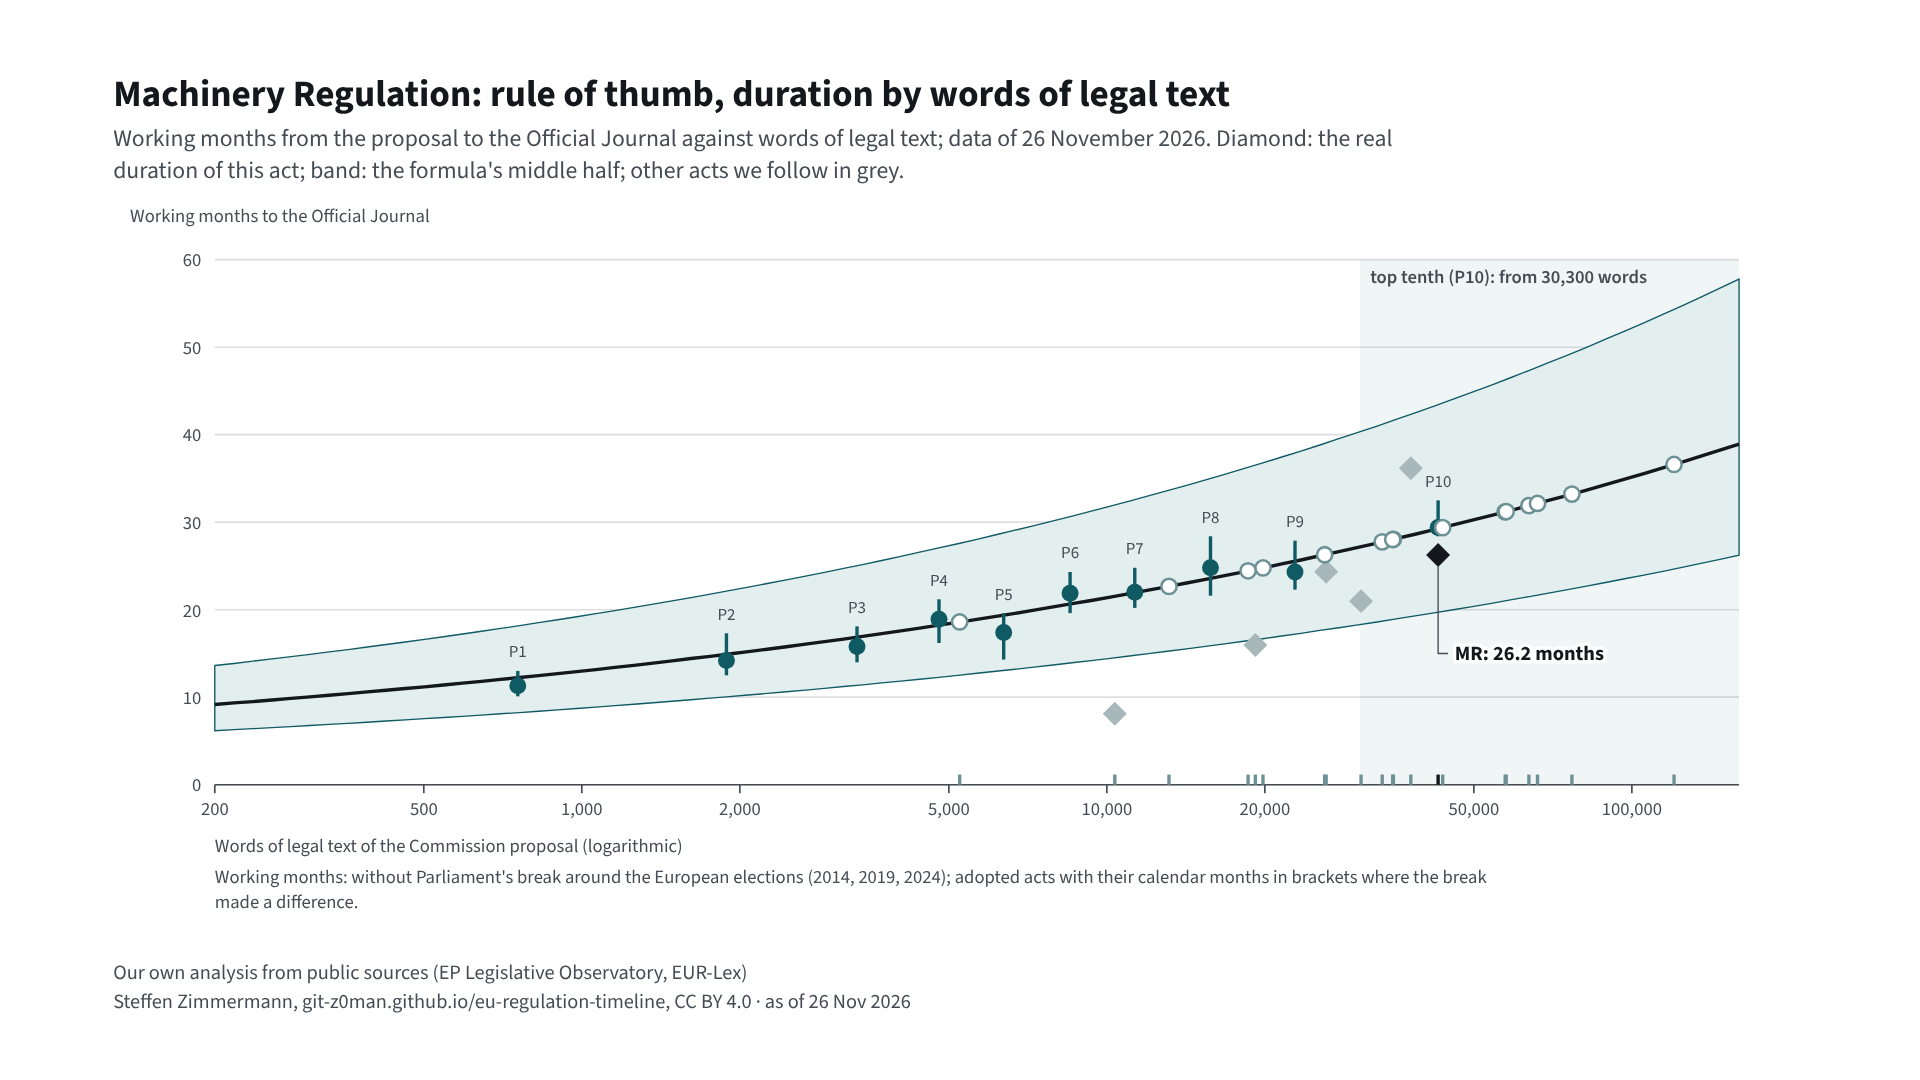 Machinery Regulation: rule of thumb, duration by words of legal text
Working months from the proposal to the Official Journal against words of legal text; data of 26 November 2026. Diamond: the real
duration of this act; band: the formula's middle half; other acts we follow in grey.
Working months to the Official Journal
60
top tenth (P10): from 30,300 words
50
40
P10
P8
P9
30
P7
P6
P4
P5
P3
P2
20
P1
MR: 26.2 months
10
0
200
500
1,000
2,000
5,000
10,000
20,000
50,000
100,000
Words of legal text of the Commission proposal (logarithmic)
Working months: without Parliament's break around the European elections (2014, 2019, 2024); adopted acts with their calendar months in brackets where the break
made a difference.
Our own analysis from public sources (EP Legislative Observatory, EUR-Lex)
Steffen Zimmermann, git-z0man.github.io/eu-regulation-timeline, CC BY 4.0 · as of 26 Nov 2026